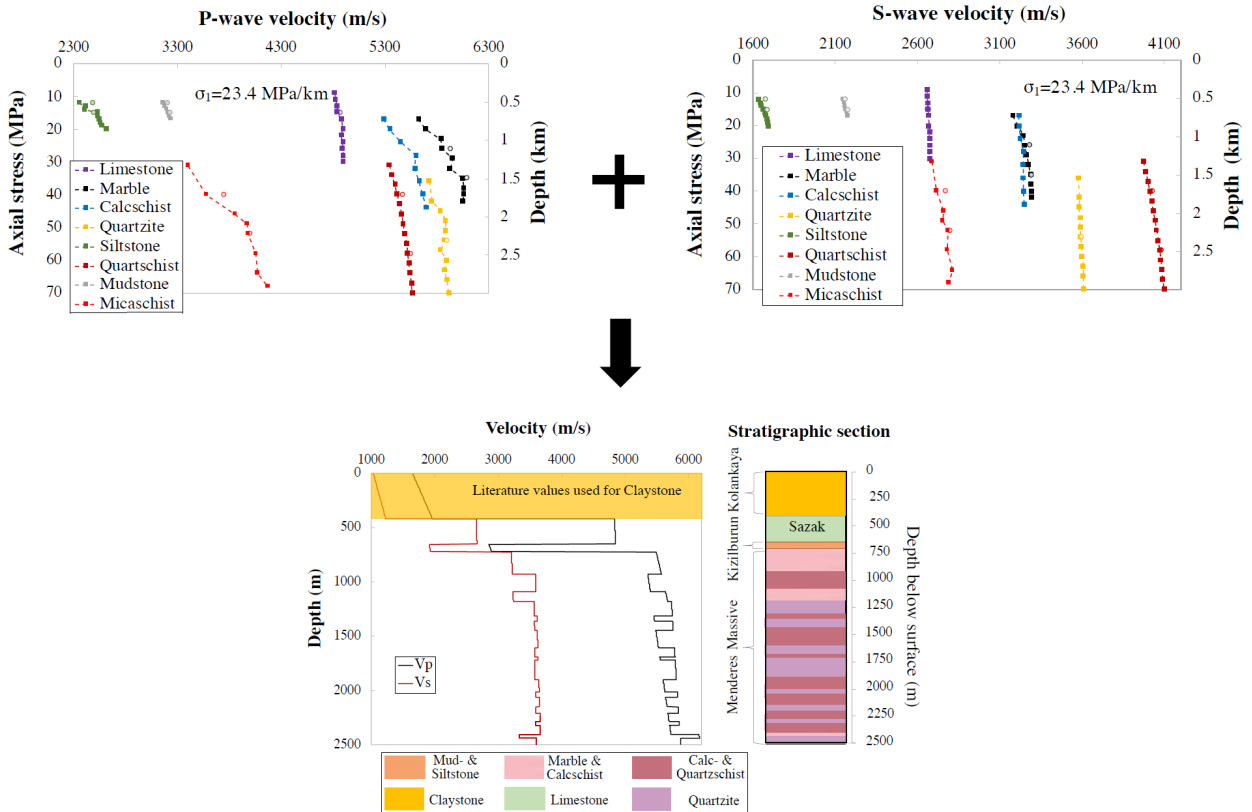 P-wave velocity (m/s)
2300 3300 4300 5300 6300
Axial stress (MPa)
0
10
20
30
40
50
60
70
σ1=23.4 MPa/km
Limestone
Marble
Calcschist
Quartzite
Siltstone
Quartschist
Mudstone
Micaschist
0
0.5
1
1.5
2
2.5
Depth (km)
S-wave velocity (m/s)
1600 2100 2600 3100 3600 4100
Axial stress (MPa)
0
10
20
30
40
50
60
70
σ1=23.4 MPa/km
Limestone
Marble
Calcschist
Quartzite
Siltstone
Quartschist
Mudstone
Micaschist
0
0.5
1
1.5
2
2.5
Depth (km)
Velocity (m/s)
1000 2000 3000 4000 5000 6000
Depth (m)
0
500
1000
1500
2000
2500
Literature values used for Claystone
Vp
Vs
Stratigraphic section
Kolankaya
Kizilburun
Menderes Massive
Sazak
0
250
500
750
1000
1250
1500
1750
2000
2250
2500
Depth below surface (m)
Mud- &
Siltstone
Marble &
Calcschist
Calc- &
Quartzschist
Claystone
Limestone
Quartzite